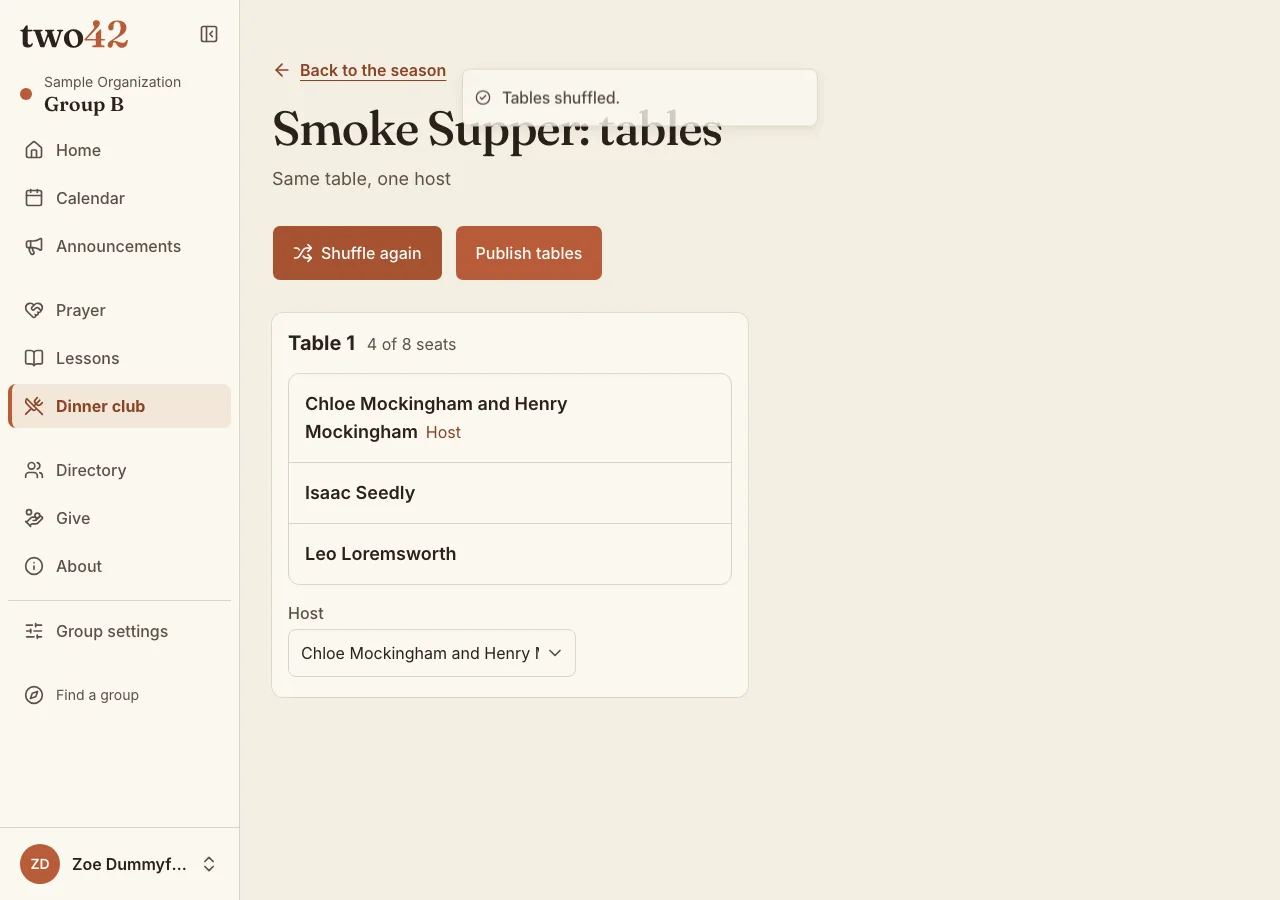 two42
Sample Organization
Group B
Home
Calendar
Announcements
Prayer
Lessons
Dinner club
Directory
Give
About
Group settings
Find a group
ZD
Zoe Dummyf...
Back to the season
Tables shuffled.
Smoke Supper: tables
Same table, one host
Shuffle again
Publish tables
Table 1 4 of 8 seats
Chloe Mockingham and Henry
Mockingham Host
Isaac Seedly
Leo Loremsworth
Host
Chloe Mockingham and Henry